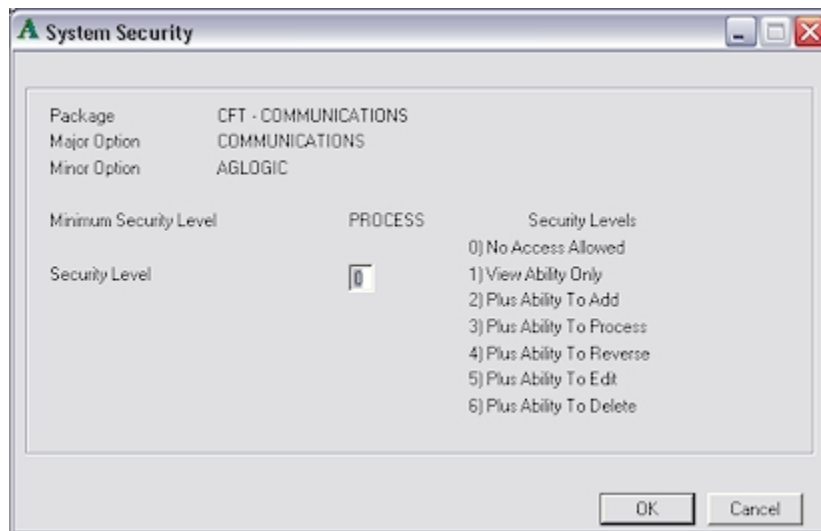 System Security
Package CFT - COMMUNICATIONS
Major Option COMMUNICATIONS
Minor Option AGLOGIC
Minimum Security Level PROCESS Security Levels
0) No Access Allowed
Security Level 0 1) View Ability Only
2) Plus Ability To Add
3) Plus Ability To Process
4) Plus Ability To Reverse
5) Plus Ability To Edit
6) Plus Ability To Delete
OK Cancel